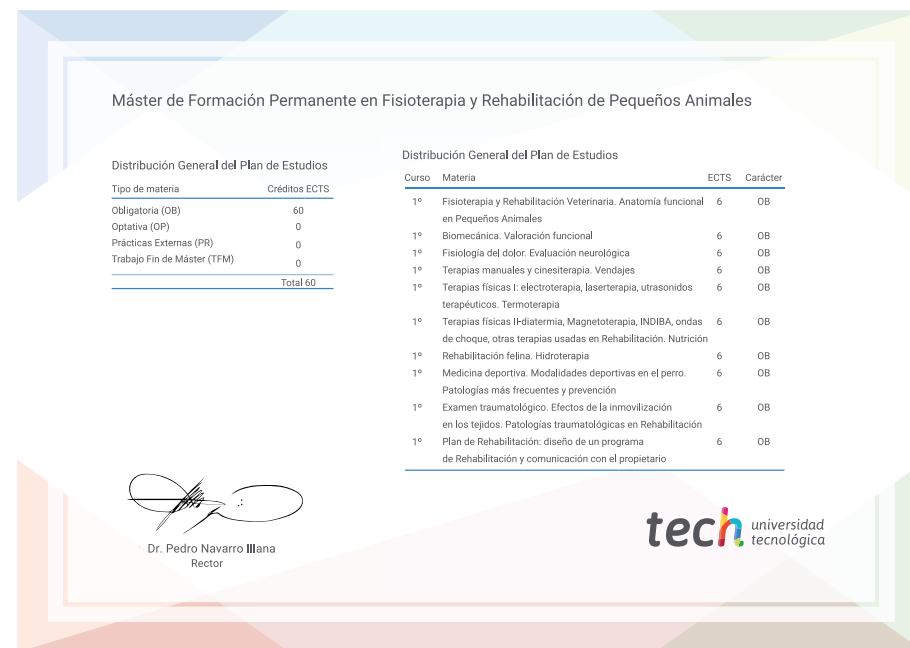 Máster de Formación Permanente en Fisioterapia y Rehabilitación de Pequeños Animales
Distribución General del Plan de Estudios
Tipo de materia Créditos ECTS
Obligatoria (OB) 60
Optativa (OP) 0
Prácticas Externas (PR) 0
Trabajo Fin de Máster (TFM) 0
Total 60
Distribución General del Plan de Estudios
Curso Materia ECTS Carácter
1º Fisioterapia y Rehabilitación Veterinaria. Anatomía funcional 6 OB
en Pequeños Animales
1º Biomecánica. Valoración funcional 6 OB
1º Fisiología del dolor. Evaluación neurológica 6 OB
1º Terapias manuales y cinesiterapia. Vendajes 6 OB
1º Terapias físicas I: electroterapia, laserterapia, utrasonidos 6 OB
terapéuticos. Termoterapia
1º Terapias físicas II-diatermia, Magnetoterapia, INDIBA, ondas 6 OB
de choque, otras terapias usadas en Rehabilitación. Nutrición
1º Rehabilitación felina. Hidroterapia 6 OB
1º Medicina deportiva. Modalidades deportivas en el perro. 6 OB
Patologías más frecuentes y prevención
1º Examen traumatológico. Efectos de la inmovilización 6 OB
en los tejidos. Patologías traumatológicas en Rehabilitación
1º Plan de Rehabilitación: diseño de un programa 6 OB
de Rehabilitación y comunicación con el propietario
Dr. Pedro Navarro Illana
Rector
tech universidad
tecnológica